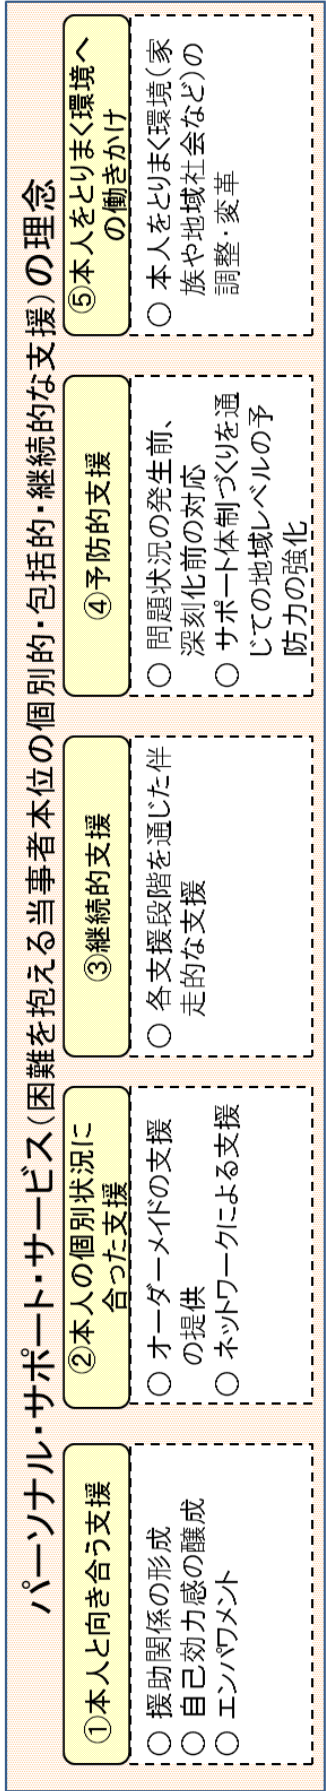 パーソナル・サポート・サービス(困難を抱える当事者本位の個別的・包括的・継続的な支援)の理念
①本人と向き合う支援
○ 援助関係の形成
○ 自己効力感の醸成
○ エンパワメント
②本人の個別状況に
合った支援
○ オーダーメイドの支援
の提供
○ ネットワークによる支援
③継続的支援
○ 各支援段階を通じた伴
走的な支援
④予防的支援
○ 問題状況の発生前、
深刻化前の対応
○ サポート体制づくりを通
じての地域レベルの予
防力の強化
⑤本人をとりまく環境へ
の働きかけ
○ 本人をとりまく環境(家
族や地域社会など)の
調整・変革